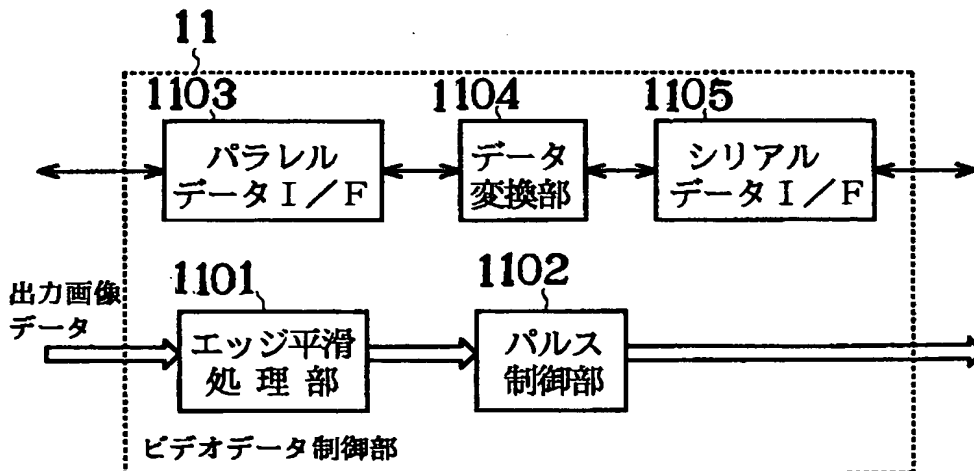 11
1103
1104
1105
パラレル
データI/F
データ
変換部
シリアル
データI/F
出力画像
データ
1101
1102
エッジ平滑
処理部
パルス
制御部
ビデオデータ制御部